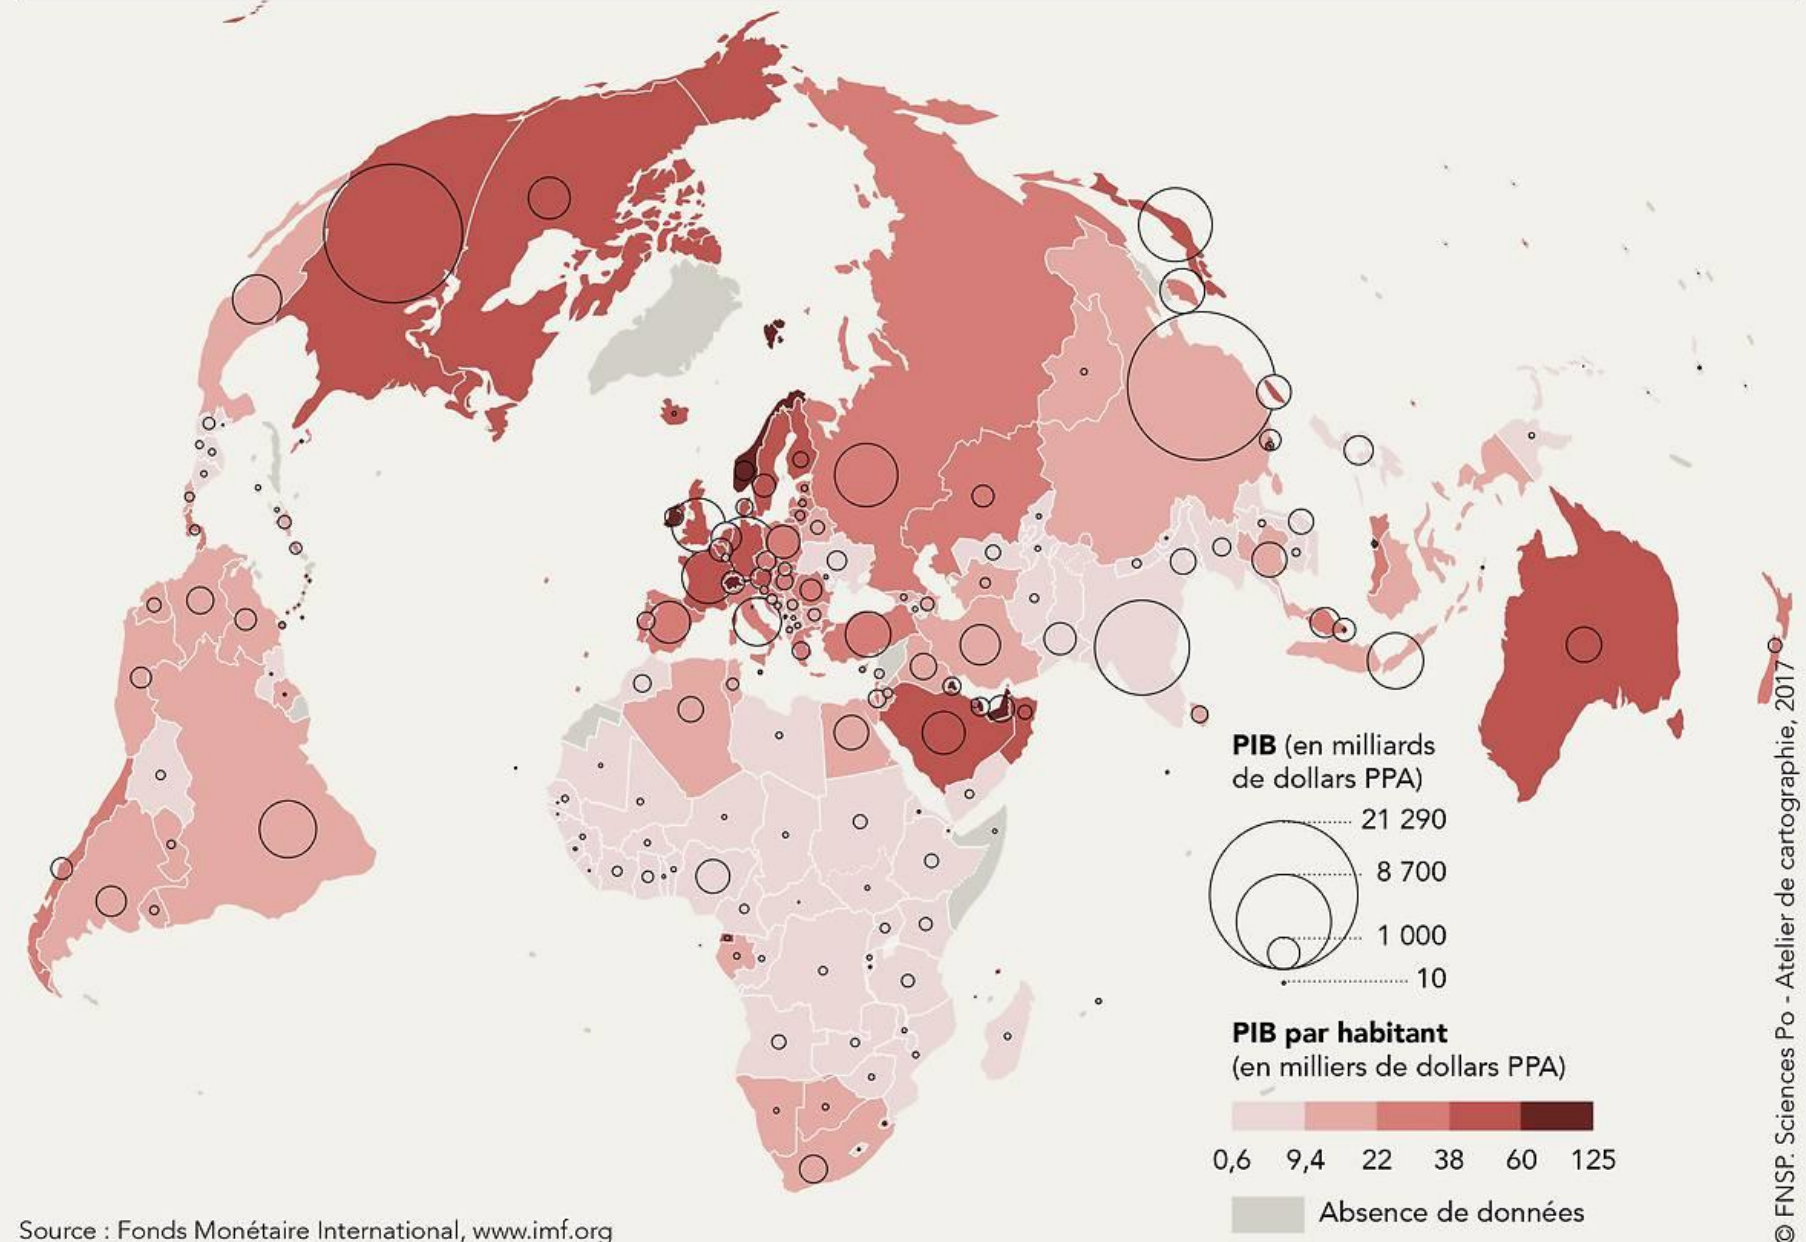 PIB (en milliards
de dollars PPA)
21 290
8 700
1 000
10
PIB par habitant
(en milliers de dollars PPA)
0,6 9,4 22 38 60 125
Absence de données
Source : Fonds Monétaire International, www.imf.org
© FNSP. Sciences Po - Atelier de cartographie, 2017